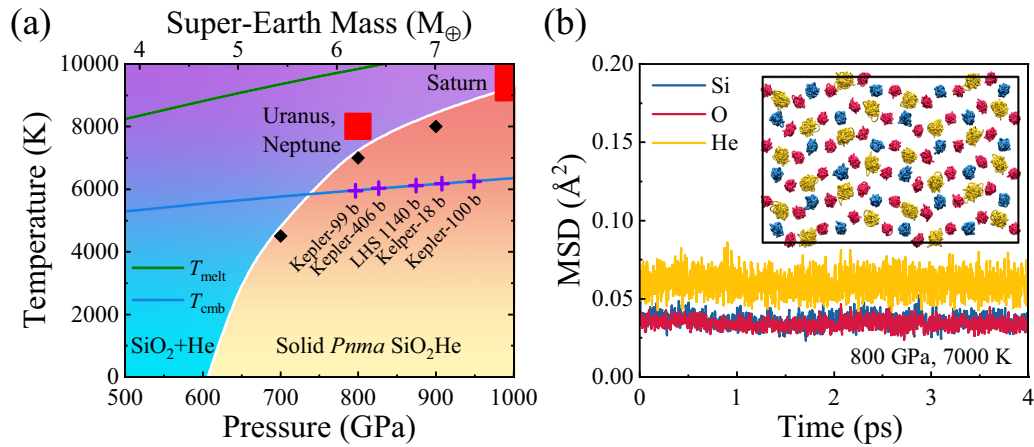 (a)
Super-Earth Mass (M⊕)
4 5 6 7
10000
8000
6000
4000
2000
0
Temperature (K)
Saturn
Uranus,
Neptune
Kepler-99 b
Kepler-406 b
LHS 1140 b
Kelper-18 b
Kepler-100 b
Tmelt
Tcmb
SiO2+He
Solid Pnma SiO2He
500 600 700 800 900 1000
Pressure (GPa)
(b)
0.20
0.15
0.10
0.05
0.00
MSD (Å2)
Si
O
He
800 GPa, 7000 K
0 1 2 3 4
Time (ps)